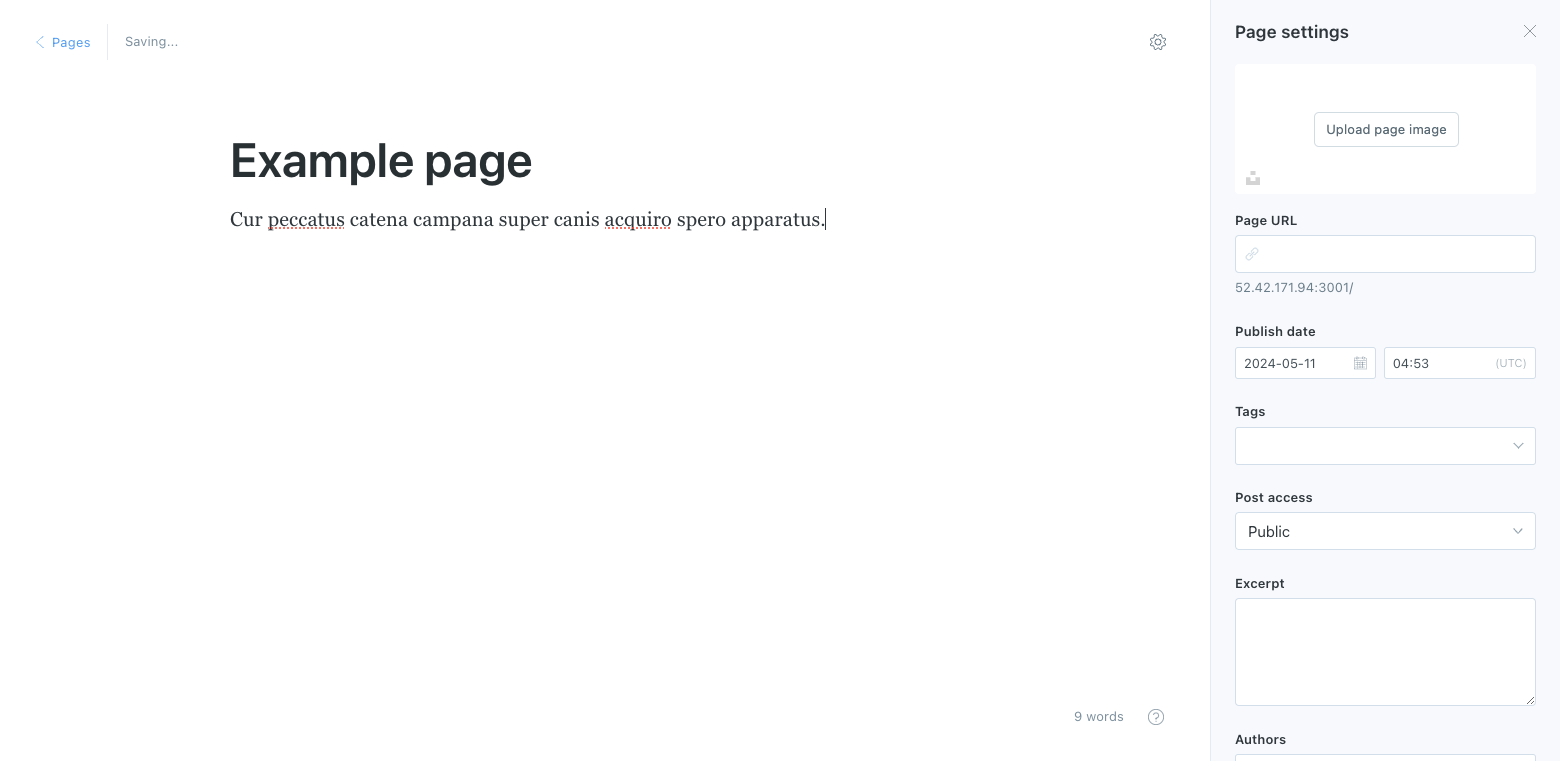 Pages
Saving...
Example page
Cur peccatus catena campana super canis acquiro spero apparatus.
9 words
Page settings
Upload page image
Page URL
52.42.171.94:3001/
Publish date
2024-05-11
04:53 (UTC)
Tags
Post access
Public
Excerpt
Authors